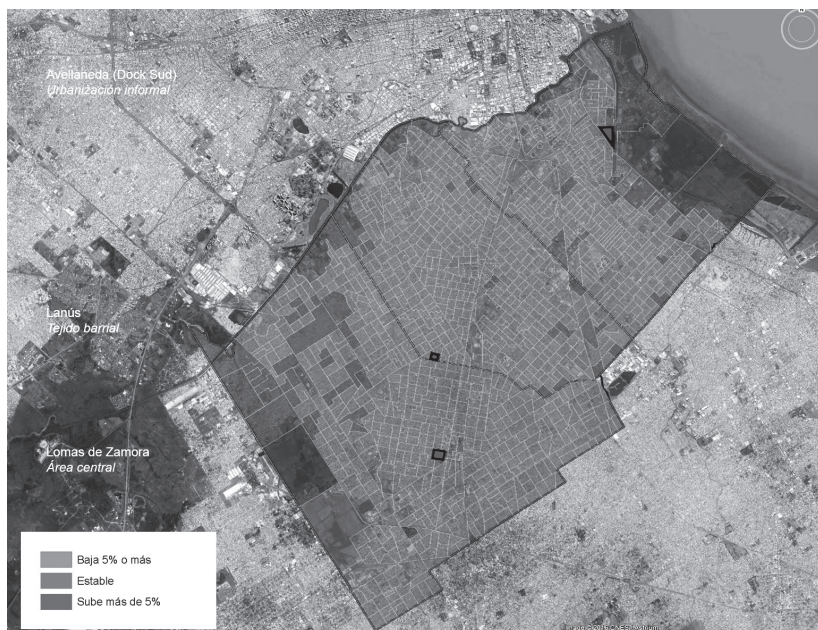 Avellaneda (Dock Sud)
Urbanización informal
Lanús
Tejido barrial
Lomas de Zamora
Área central
Baja 5% o más
Estable
Sube más de 5%